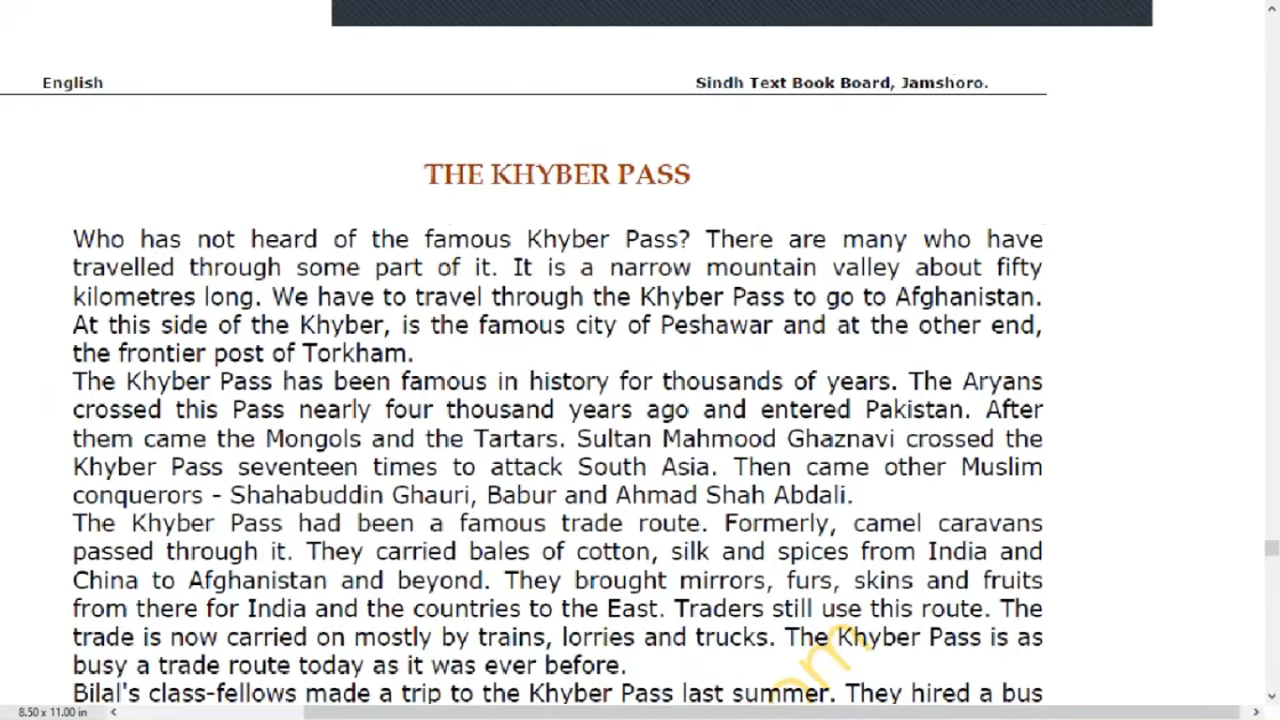 English
Sindh Text Book Board, Jamshoro.
THE KHYBER PASS
Who has not heard of the famous Khyber Pass? There are many who have
travelled through some part of it. It is a narrow mountain valley about fifty
kilometres long. We have to travel through the Khyber Pass to go to Afghanistan.
At this side of the Khyber, is the famous city of Peshawar and at the other end,
the frontier post of Torkham.
The Khyber Pass has been famous in history for thousands of years. The Aryans
crossed this Pass nearly four thousand years ago and entered Pakistan. After
them came the Mongols and the Tartars. Sultan Mahmood Ghaznavi crossed the
Khyber Pass seventeen times to attack South Asia. Then came other Muslim
conquerors - Shahabuddin Ghauri, Babur and Ahmad Shah Abdali.
The Khyber Pass had been a famous trade route. Formerly, camel caravans
passed through it. They carried bales of cotton, silk and spices from India and
China to Afghanistan and beyond. They brought mirrors, furs, skins and fruits
from there for India and the countries to the East. Traders still use this route. The
trade is now carried on mostly by trains, lorries and trucks. The Khyber Pass is as
busy a trade route today as it was ever before.
Bilal's class-fellows made a trip to the Khyber Pass last summer. They hired a bus
om
8.50 x 11.00 in